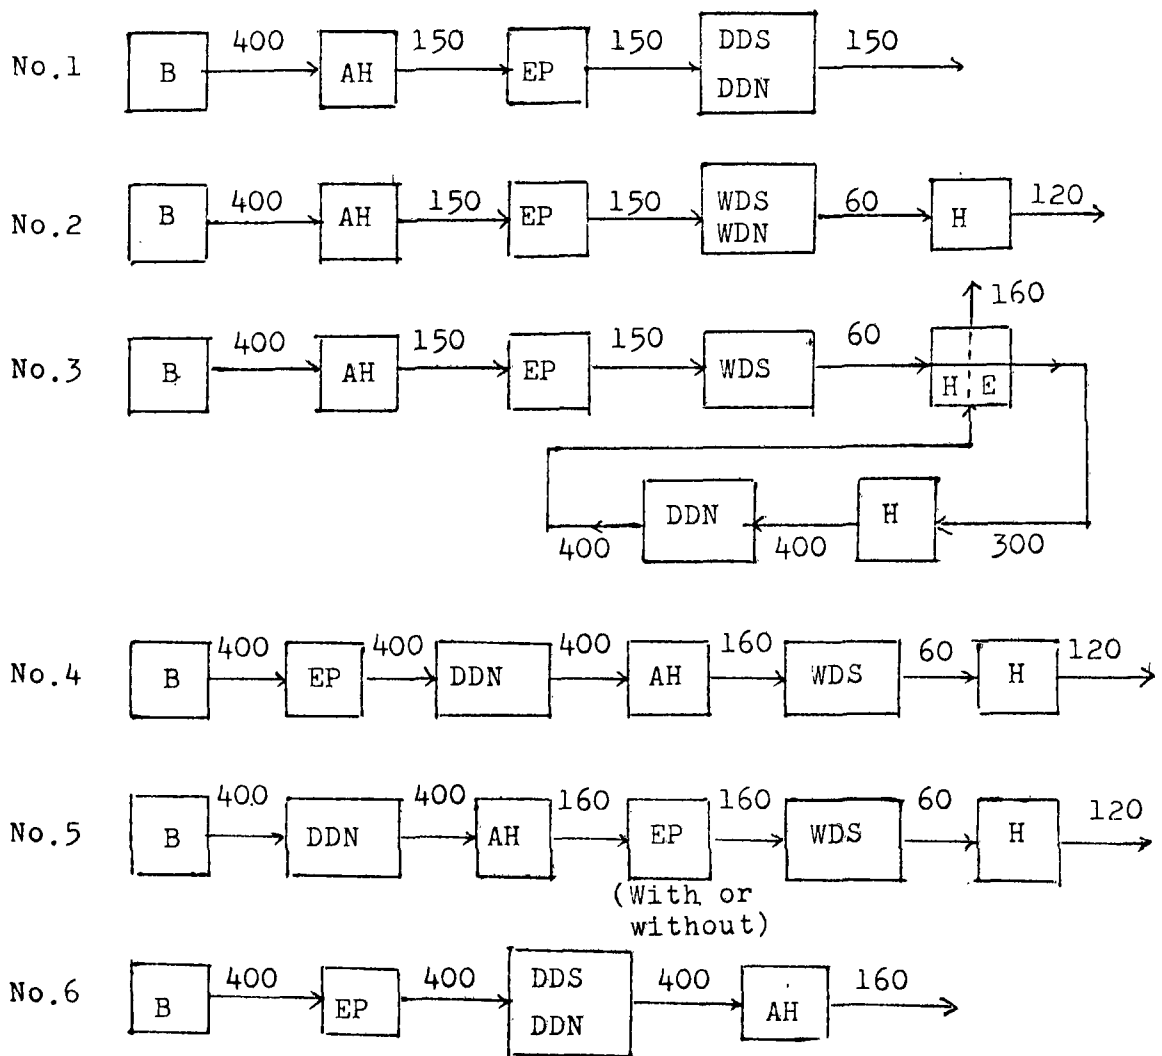 400 150 150 DDS 150
No.1 B AH EP DDN
400 150 150 WDS 60 120
No.2 B AH EP WDN H
160
400 150 150 60
No.3 B AH EP WDS H E
DDN H
400 400 300
400 400 400 160 60 120
No.4 B EP DDN AH WDS H
400 400 160 160 60 120
No.5 B DDN AH EP WDS H
(With or
without)
400 400 DDS 400 160
No.6 B EP DDN AH